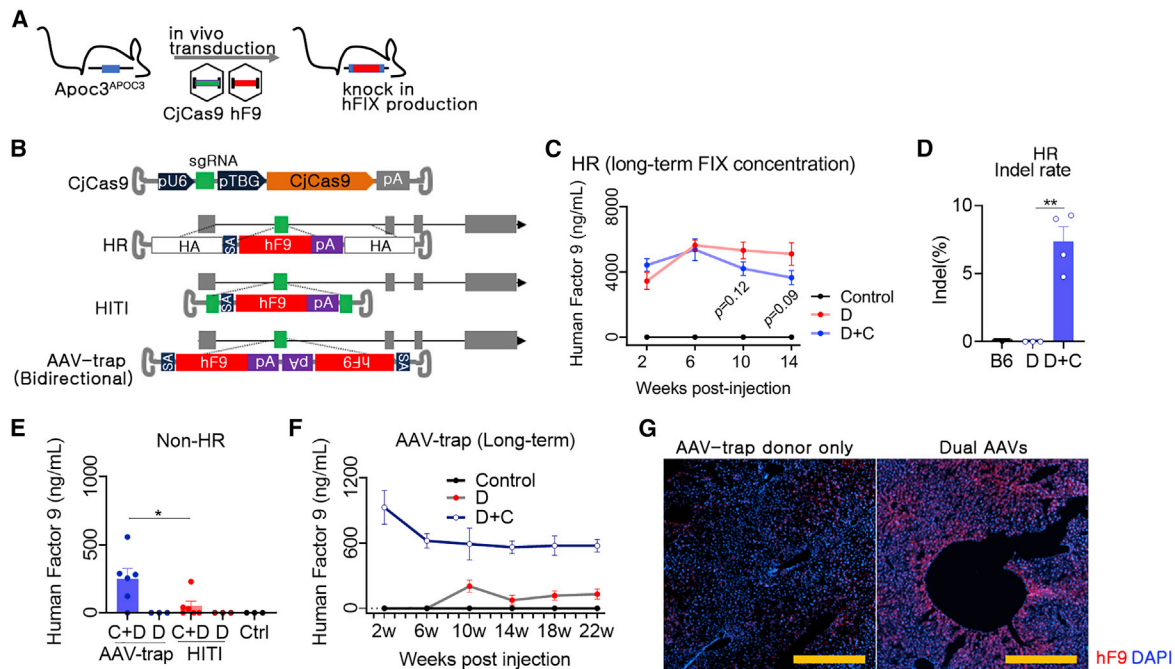 A
in vivo
transduction
Apoc3APOC3
CjCas9 hF9
knock in
hFIX production
B
sgRNA
CjCas9
pU6 pTBG CjCas9 pA
HR
HA SA hF9 pA HA
HITI
SA hF9 pA
AAV-trap
(Bidirectional)
SA hF9 pA pA hF9 SA
C
HR (long-term FIX concentration)
Human Factor 9 (ng/mL)
8000
4000
0
p=0.12
p=0.09
Control
D
D+C
2 6 10 14
Weeks post-injection
D
HR
Indel rate
**
Indel(%)
10
5
0
B6 D D+C
E
Non-HR
Human Factor 9 (ng/mL)
1000
500
0
*
C+D D C+D D Ctrl
AAV-trap HITI
F
AAV-trap (Long-term)
Human Factor 9 (ng/mL)
1200
600
0
Control
D
D+C
2w 6w 10w 14w 18w 22w
Weeks post injection
G
AAV-trap donor only
Dual AAVs
hF9 DAPI